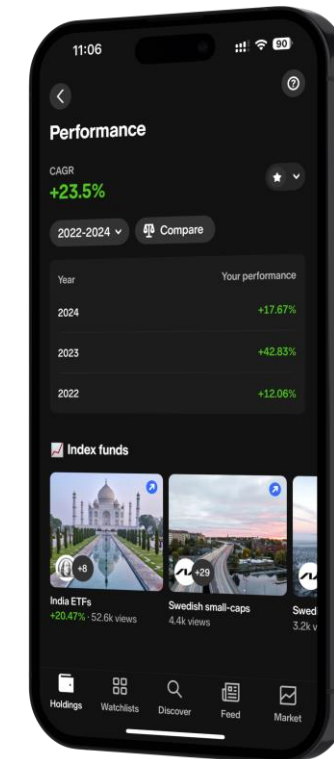 11:06
90
Performance
CAGR
+23.5%
2022-2024
Compare
Year Your performance
2024 +17.67%
2023 +42.83%
2022 +12.06%
Index funds
+8
+29
India ETFs
+20.47% · 52.6k views
Swedish small-caps
4.4k views
Swed
3.2k v
Holdings Watchlists Discover Feed Market